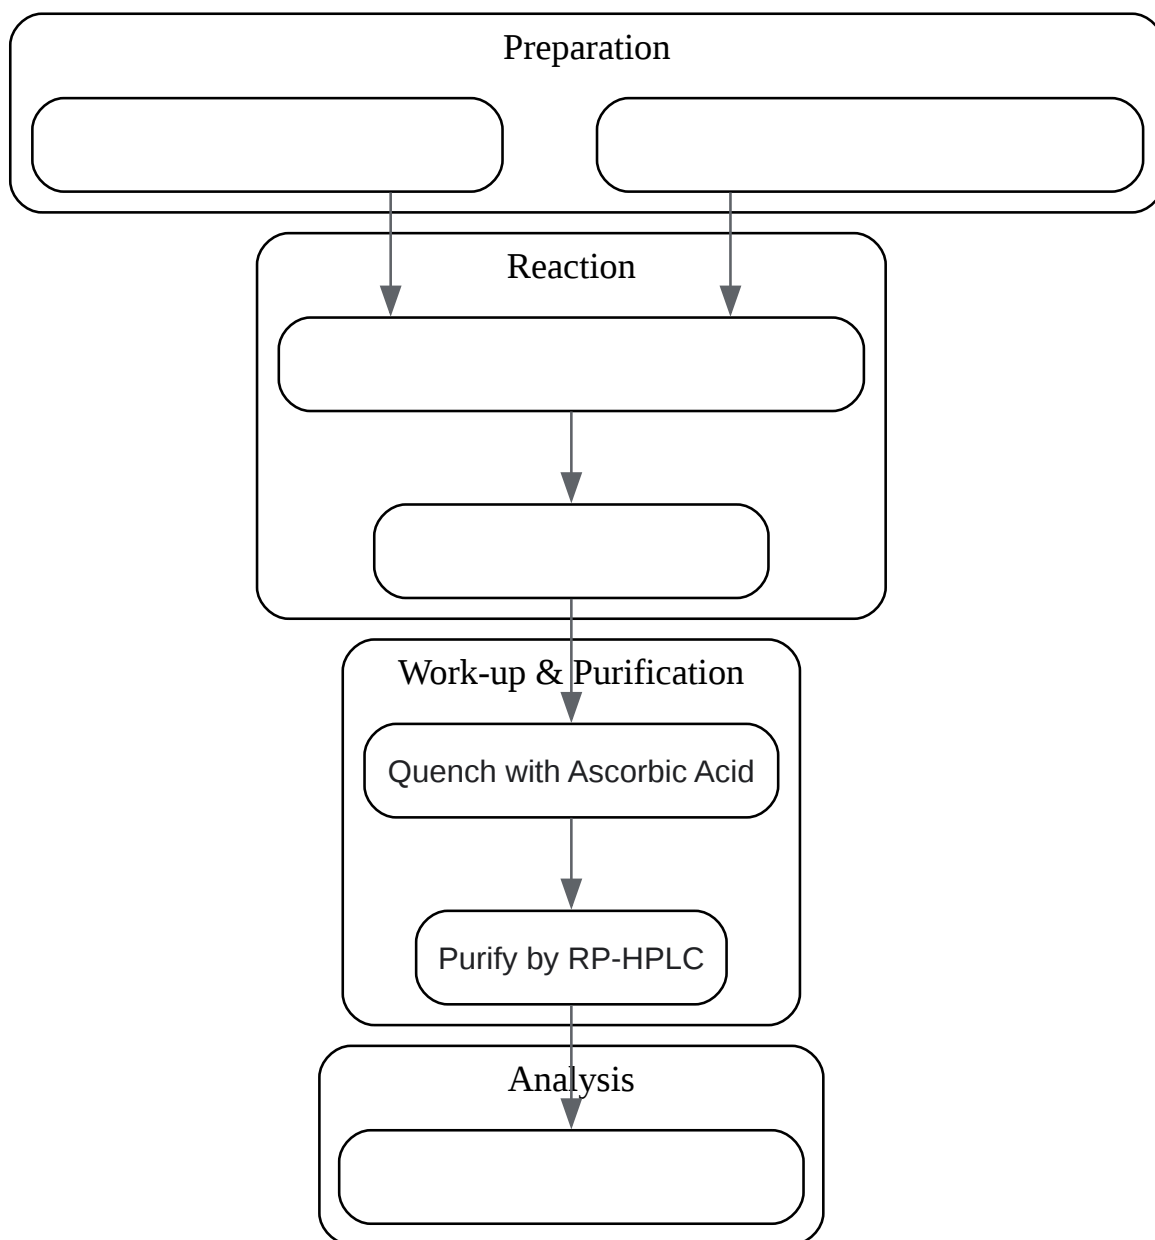 Preparation
Reaction
Work-up & Purification
Quench with Ascorbic Acid
Purify by RP-HPLC
Analysis